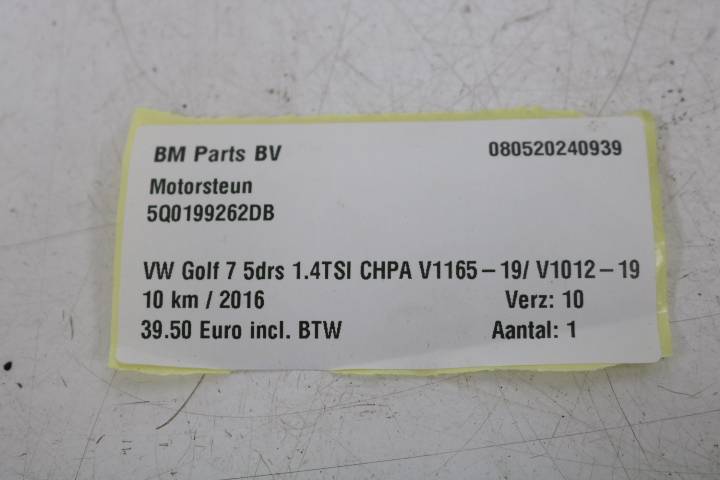 BM Parts BV 080520240939
Motorsteun
5Q0199262DB
VW Golf 7 5drs 1.4TSI CHPA V1165-19/ V1012-19
10 km / 2016 Verz: 10
39.50 Euro incl. BTW Aantal: 1